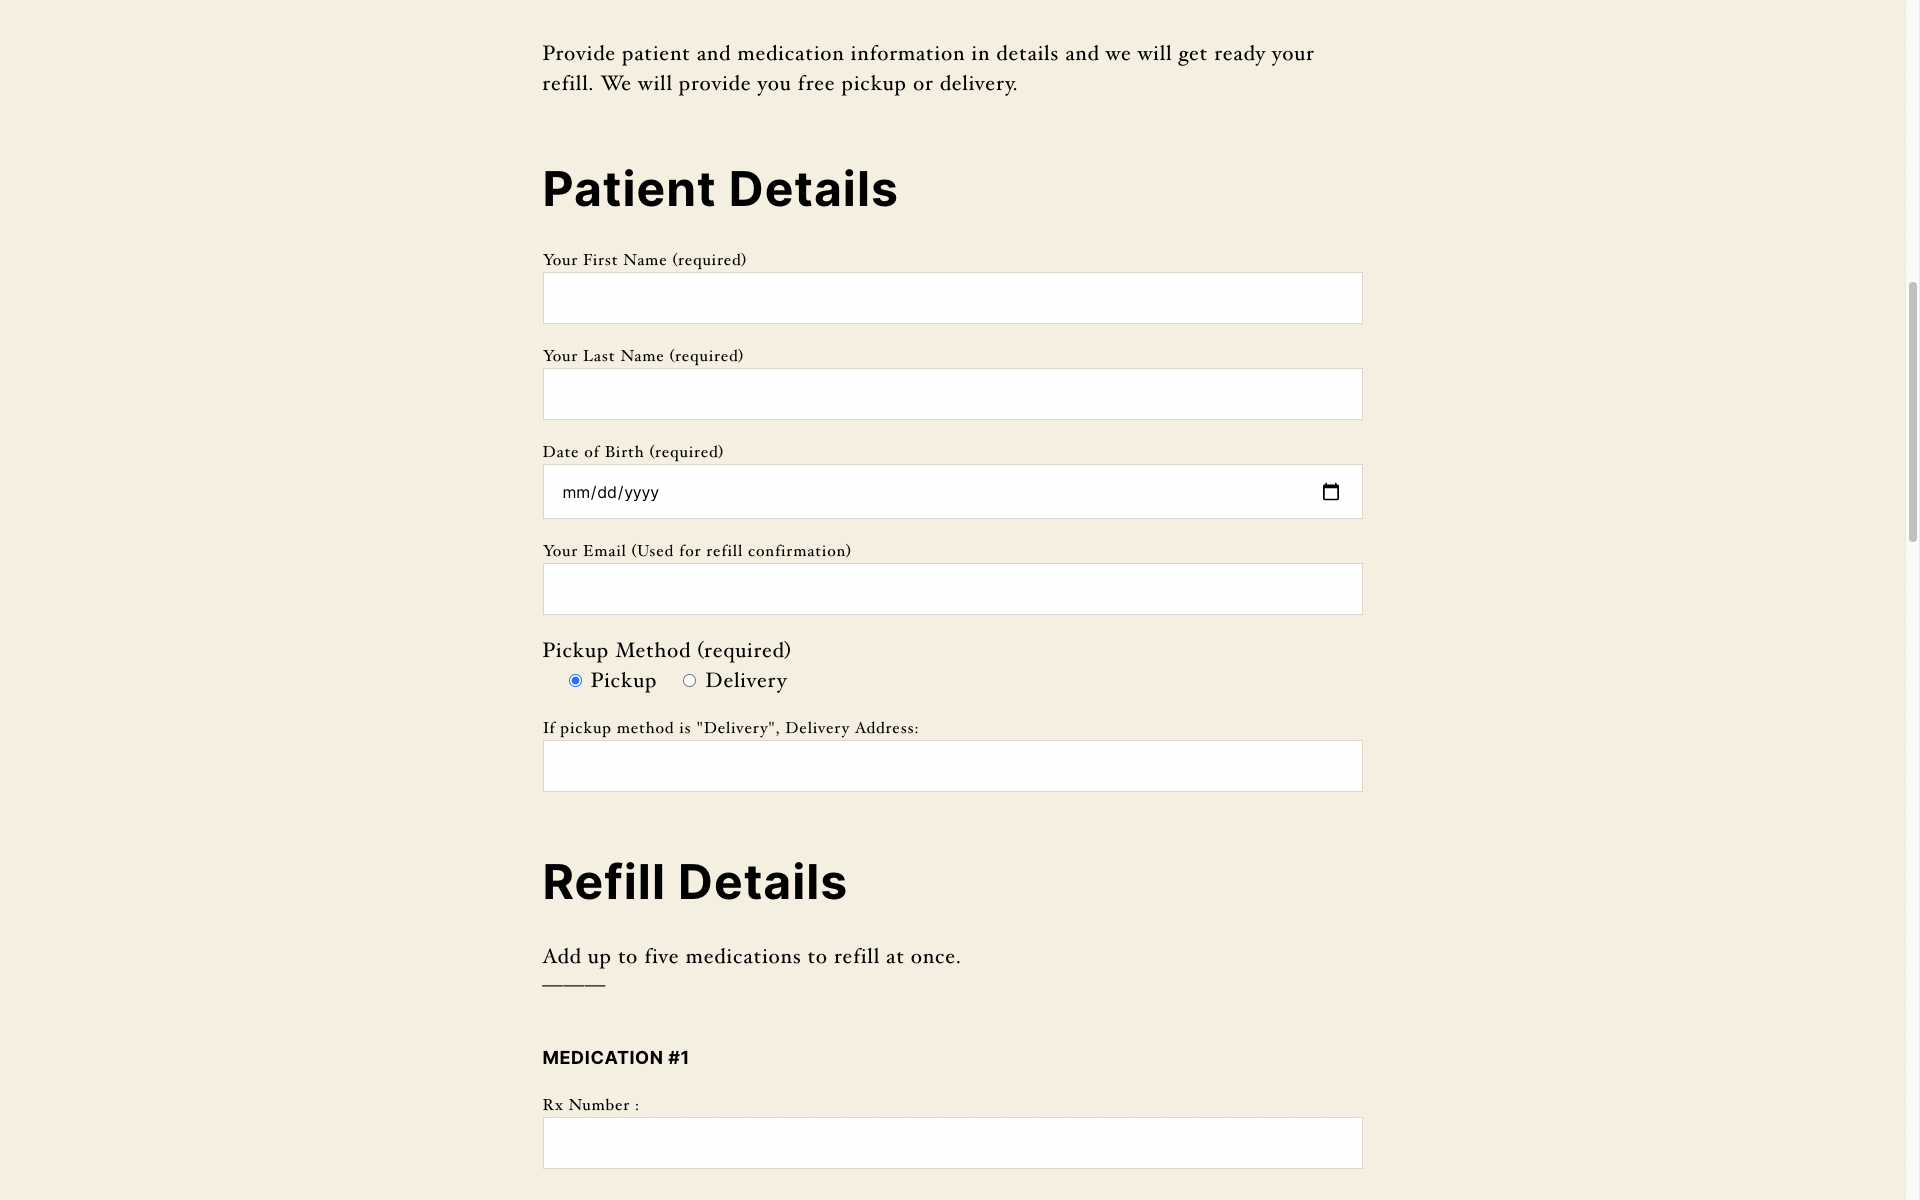 Provide patient and medication information in details and we will get ready your
refill. We will provide you free pickup or delivery.
Patient Details
Your First Name (required)
Your Last Name (required)
Date of Birth (required)
mm/dd/yyyy
Your Email (Used for refill confirmation)
Pickup Method (required)
Pickup Delivery
If pickup method is "Delivery", Delivery Address:
Refill Details
Add up to five medications to refill at once.
———
MEDICATION #1
Rx Number :